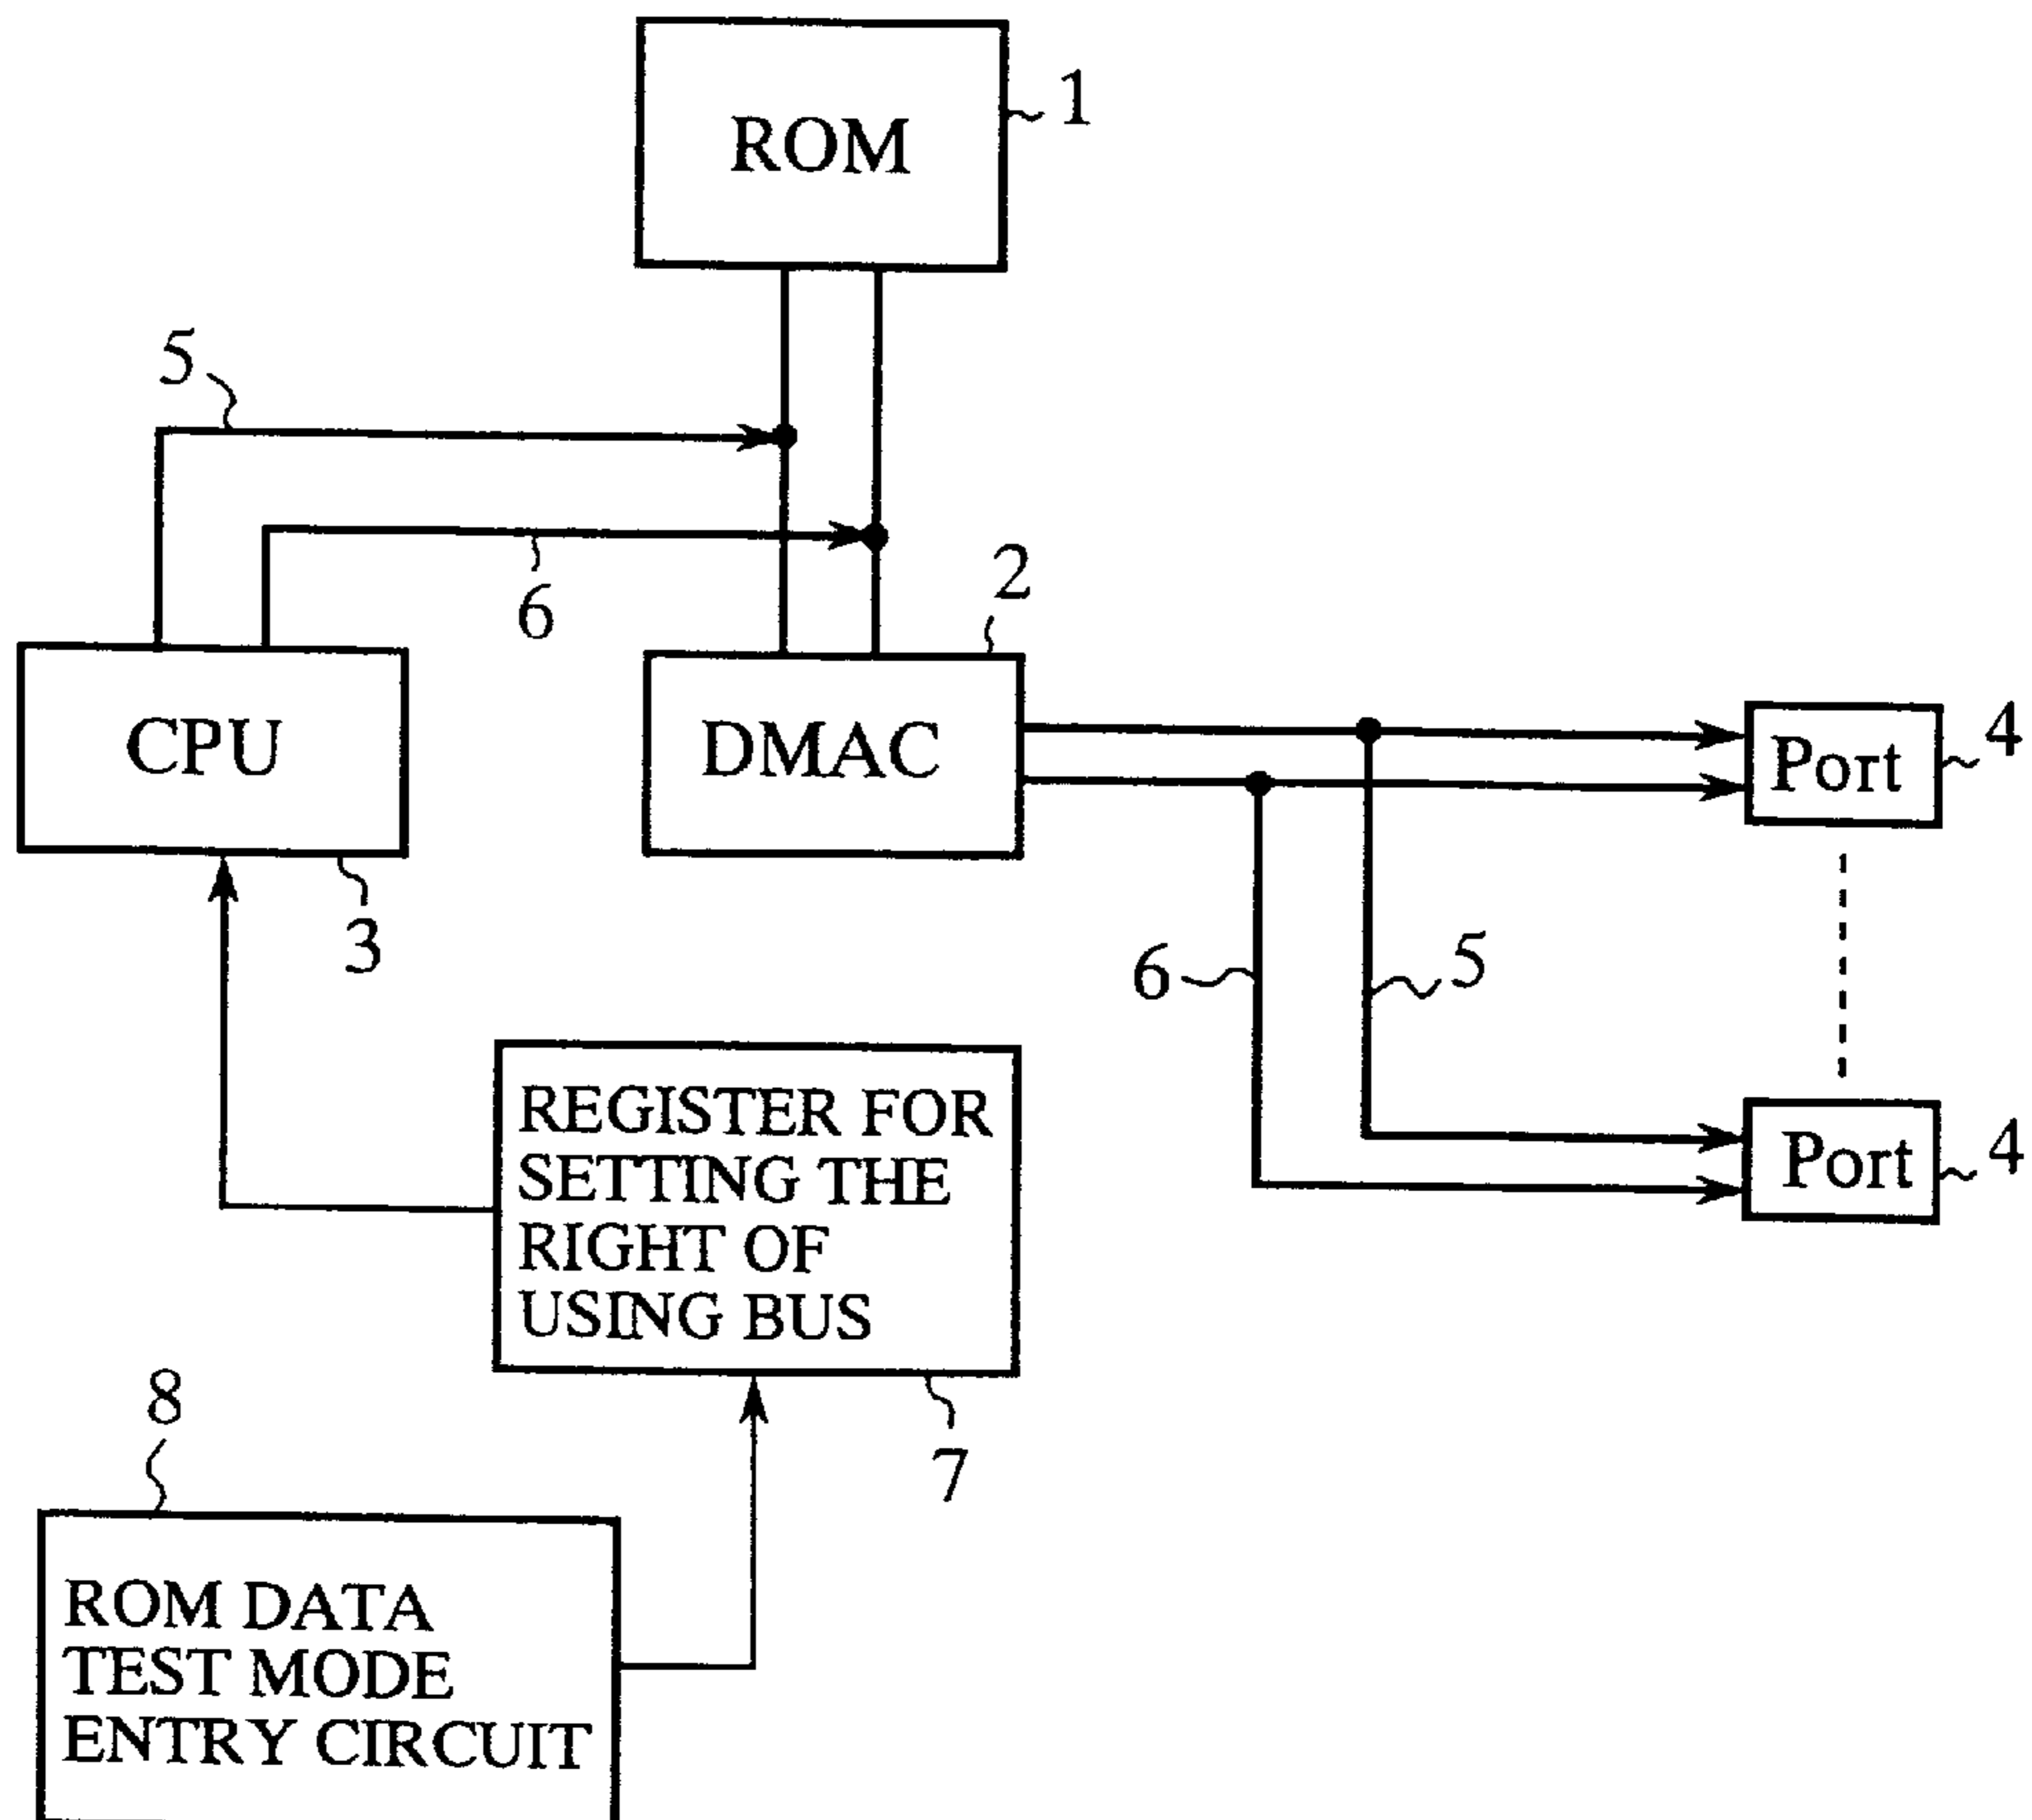 ROM
1
5
6
2
CPU
DMAC
Port
4
3
6
5
REGISTER FOR
SETTING THE
RIGHT OF
USING BUS
Port
4
7
8
ROM DATA
TEST MODE
ENTRY CIRCUIT